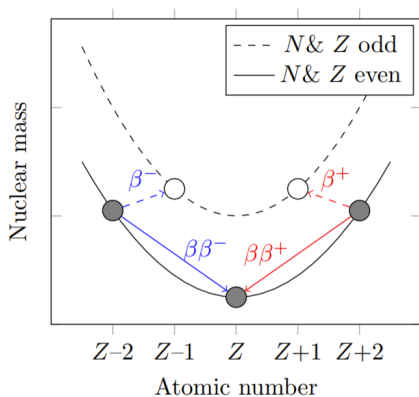 N& Z odd
N& Z even
Nuclear mass
β⁻
β⁺
ββ⁻
ββ⁺
Z−2 Z−1 Z Z+1 Z+2
Atomic number